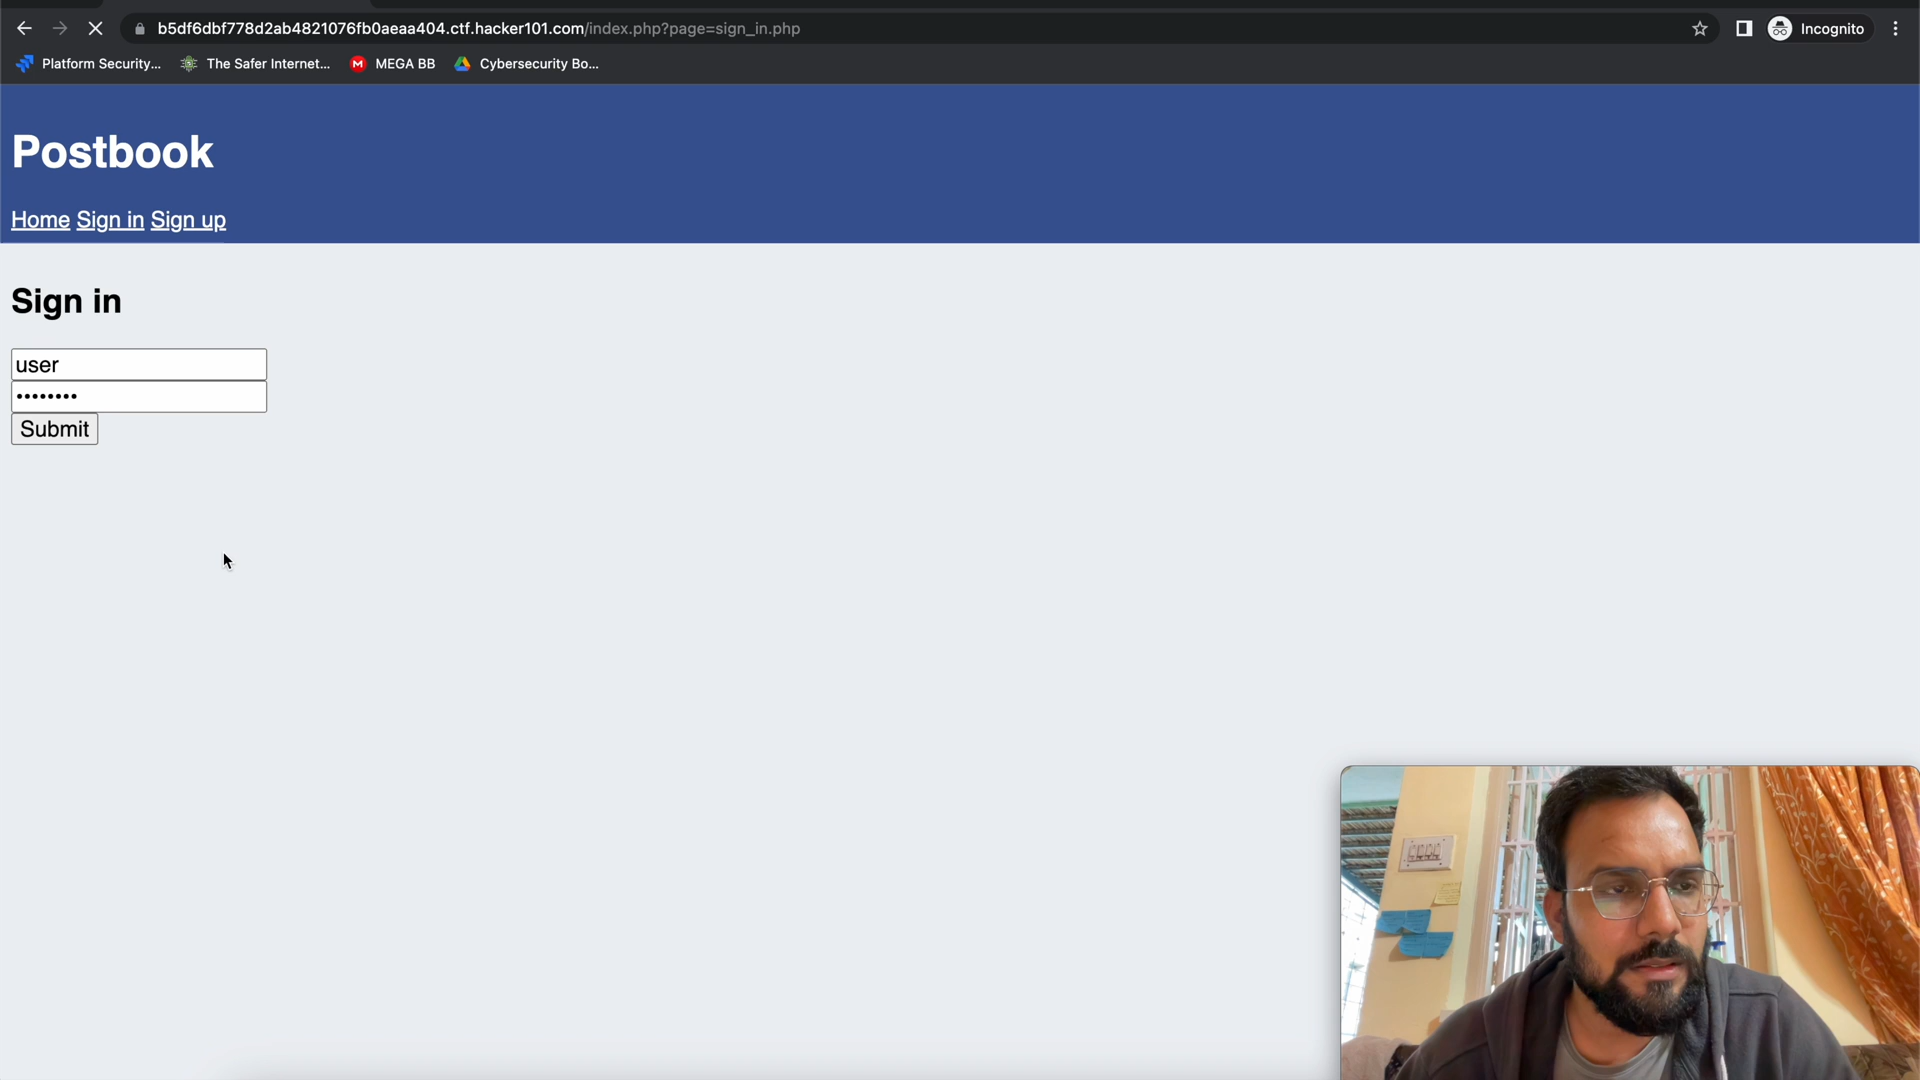 b5df6dbf778d2ab4821076fb0aeaa404.ctf.hacker101.com/index.php?page=sign_in.php
Incognito
Platform Security...
The Safer Internet...
M MEGA BB
Cybersecurity Bo...
Postbook
Home Sign in Sign up
Sign in
user
••••••••
Submit